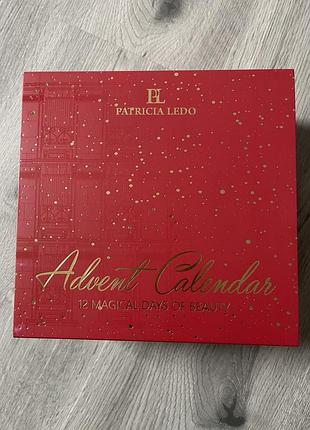 PL
PATRICIA LEDO
Advent Calendar
12 MAGICAL DAYS OF BEAUTY